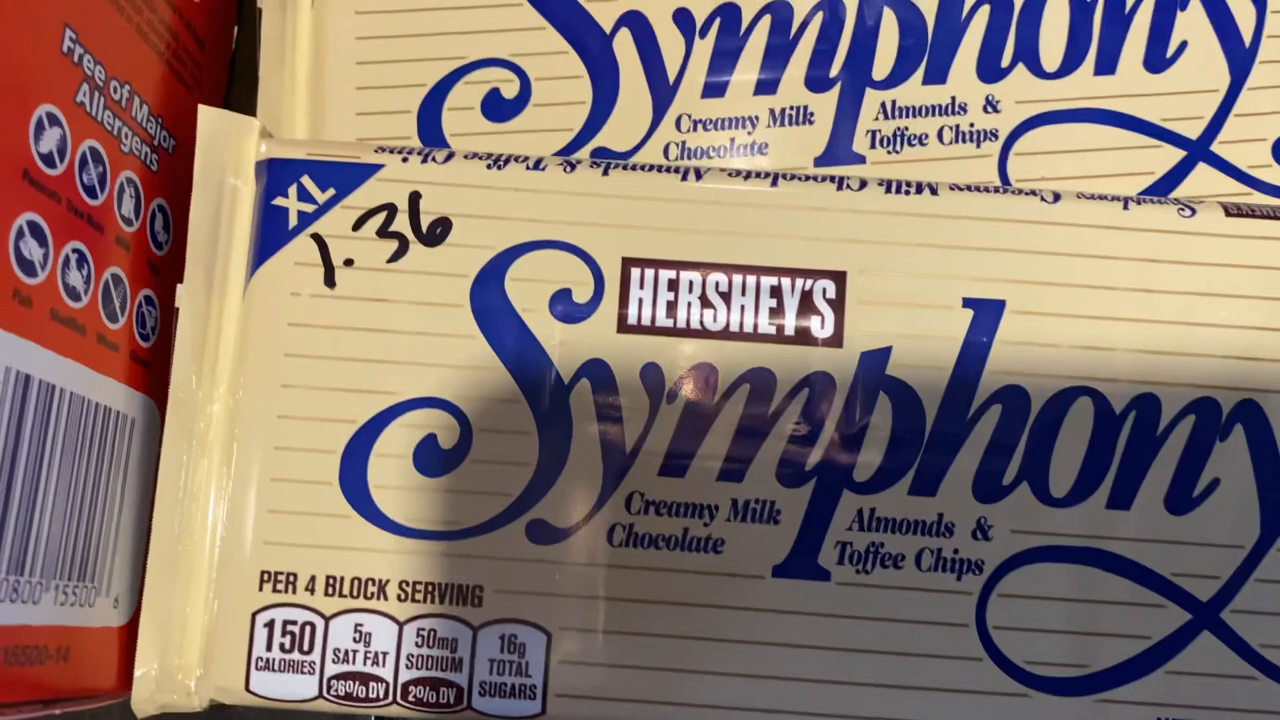 Symphony
Creamy Milk
Chocolate
Almonds &
Toffee Chips
Free of Major
Allergens
Peanuts Tree Nuts
Fish Shellfish Wheat
0800 15500 6
15500-14
Symphony Creamy Milk Chocolate, Almonds & Toffee Chips
HERSHEY'S
XL
1.36
HERSHEY'S
Symphony
Creamy Milk
Chocolate
Almonds &
Toffee Chips
PER 4 BLOCK SERVING
150
CALORIES
5g
SAT FAT
26% DV
50mg
SODIUM
2% DV
16g
TOTAL
SUGARS